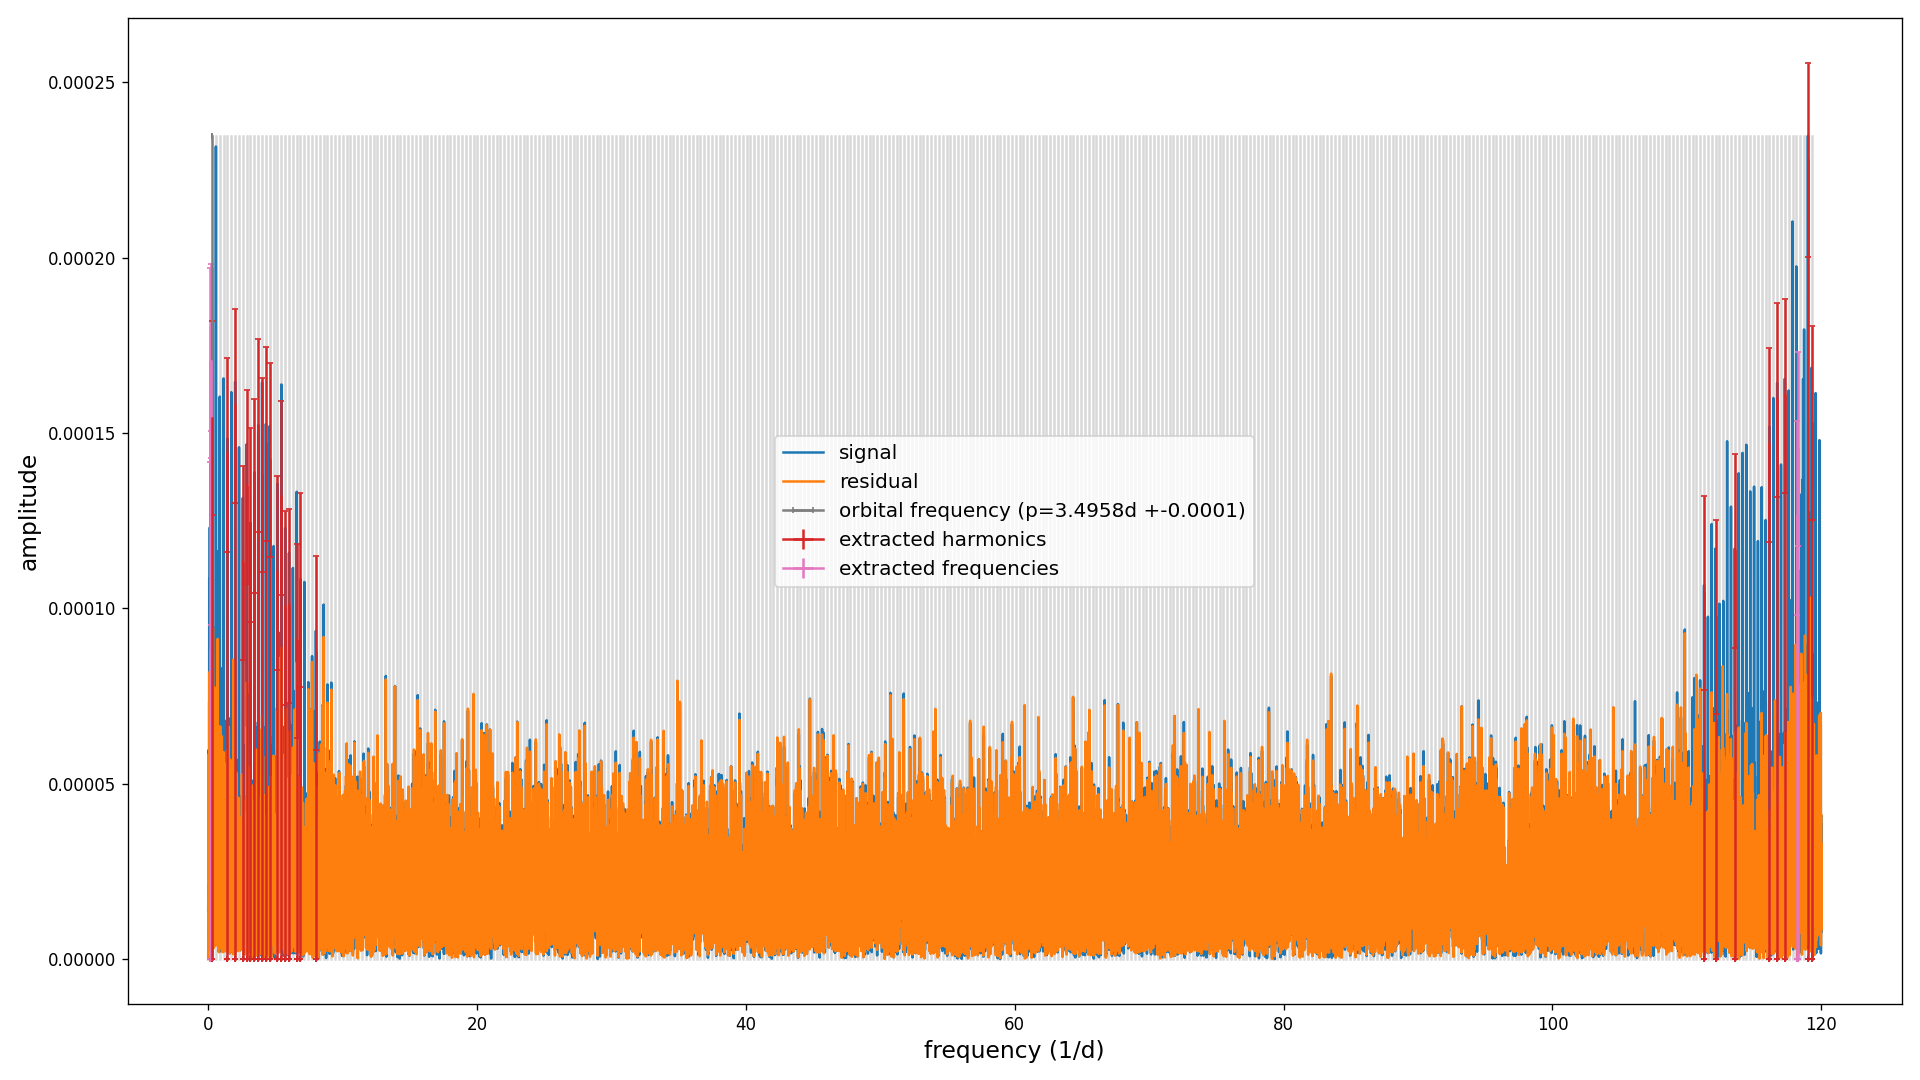 0.00025
0.00020
0.00015
0.00010
0.00005
0.00000
amplitude
signal
residual
orbital frequency (p=3.4958d +-0.0001)
extracted harmonics
extracted frequencies
0 20 40 60 80 100 120
frequency (1/d)